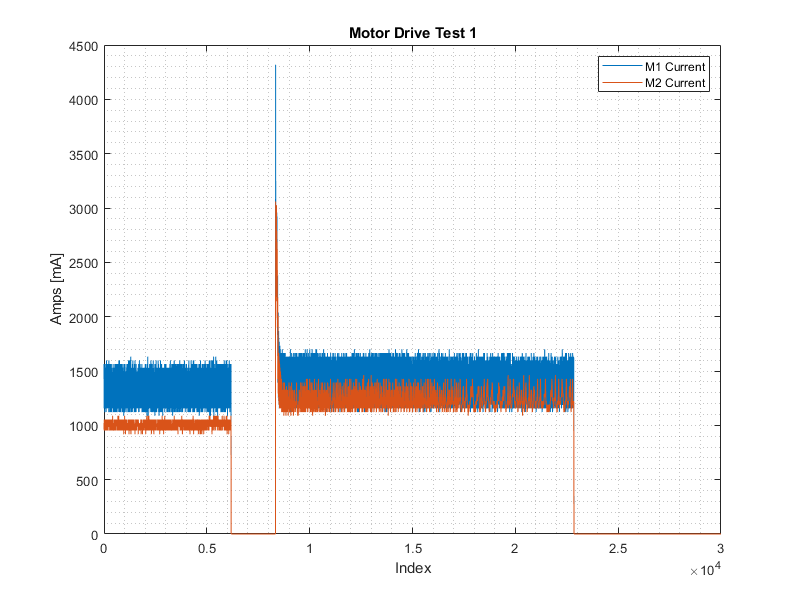 Motor Drive Test 1
4500
4000
3500
3000
2500
2000
1500
1000
500
0
Amps [mA]
M1 Current
M2 Current
0 0.5 1 1.5 2 2.5 3
×10⁴
Index